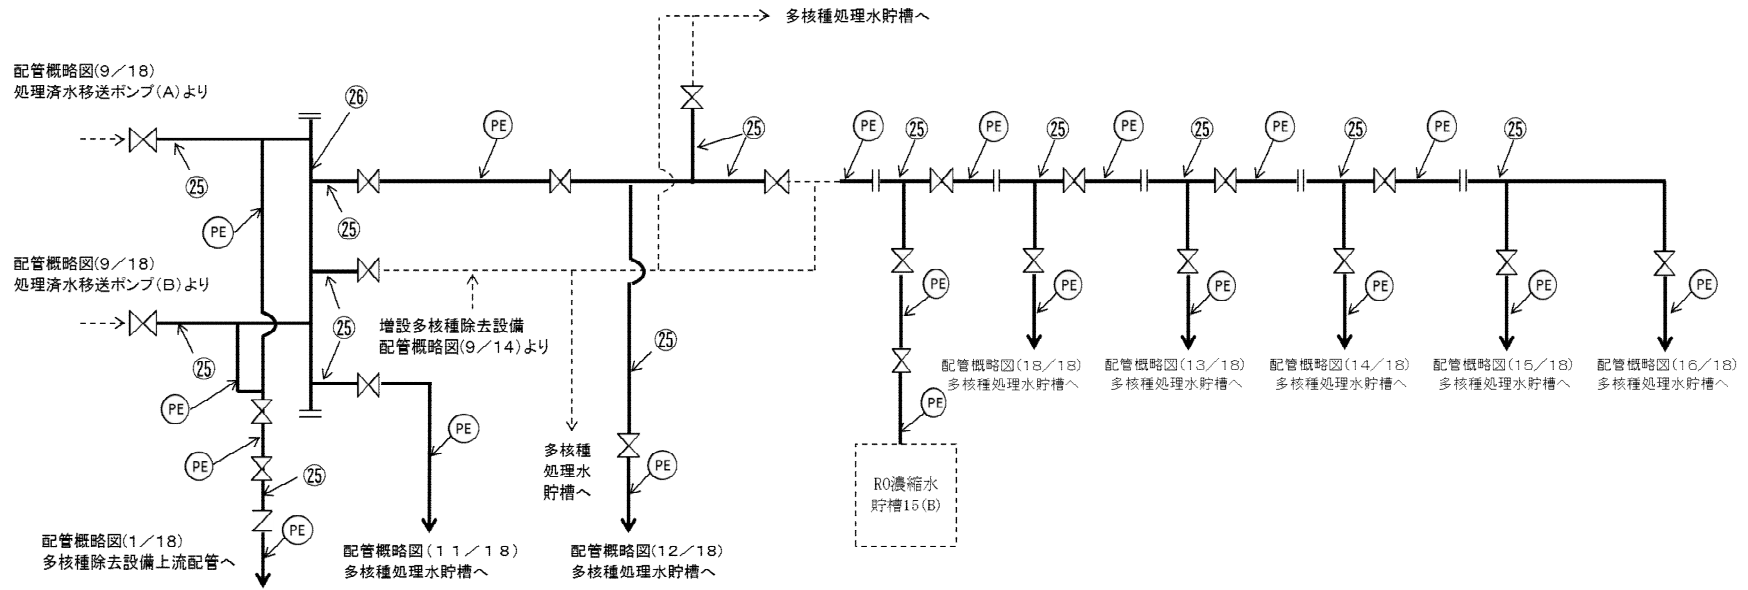 多核種処理水貯槽へ
配管概略図(9/18)
処理済水移送ポンプ(A)より
㉖
PE
㉕
㉕
PE
㉕
PE
㉕
PE
㉕
PE
㉕
PE
㉕
㉕
PE
㉕
配管概略図(9/18)
処理済水移送ポンプ(B)より
PE
PE
PE
PE
PE
PE
増設多核種除去設備
配管概略図(9/14)より
㉕
㉕
㉕
配管概略図(18/18)
多核種処理水貯槽へ
配管概略図(13/18)
多核種処理水貯槽へ
配管概略図(14/18)
多核種処理水貯槽へ
配管概略図(15/18)
多核種処理水貯槽へ
配管概略図(16/18)
多核種処理水貯槽へ
PE
PE
PE
PE
㉕
多核種
処理水
貯槽へ
PE
RO濃縮水
貯槽15(B)
PE
配管概略図(1/18)
多核種除去設備上流配管へ
配管概略図(11/18)
多核種処理水貯槽へ
配管概略図(12/18)
多核種処理水貯槽へ